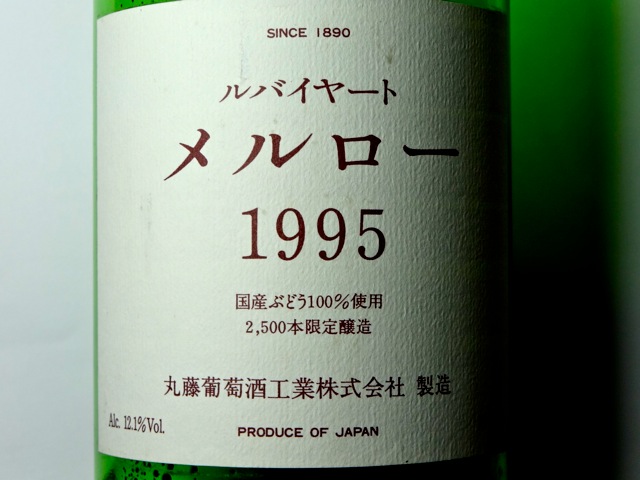 SINCE 1890
ルバイヤート
メルロー
1995
国産ぶどう100%使用
2,500本限定醸造
丸藤葡萄酒工業株式会社 製造
Alc. 12.1%Vol.
PRODUCE OF JAPAN